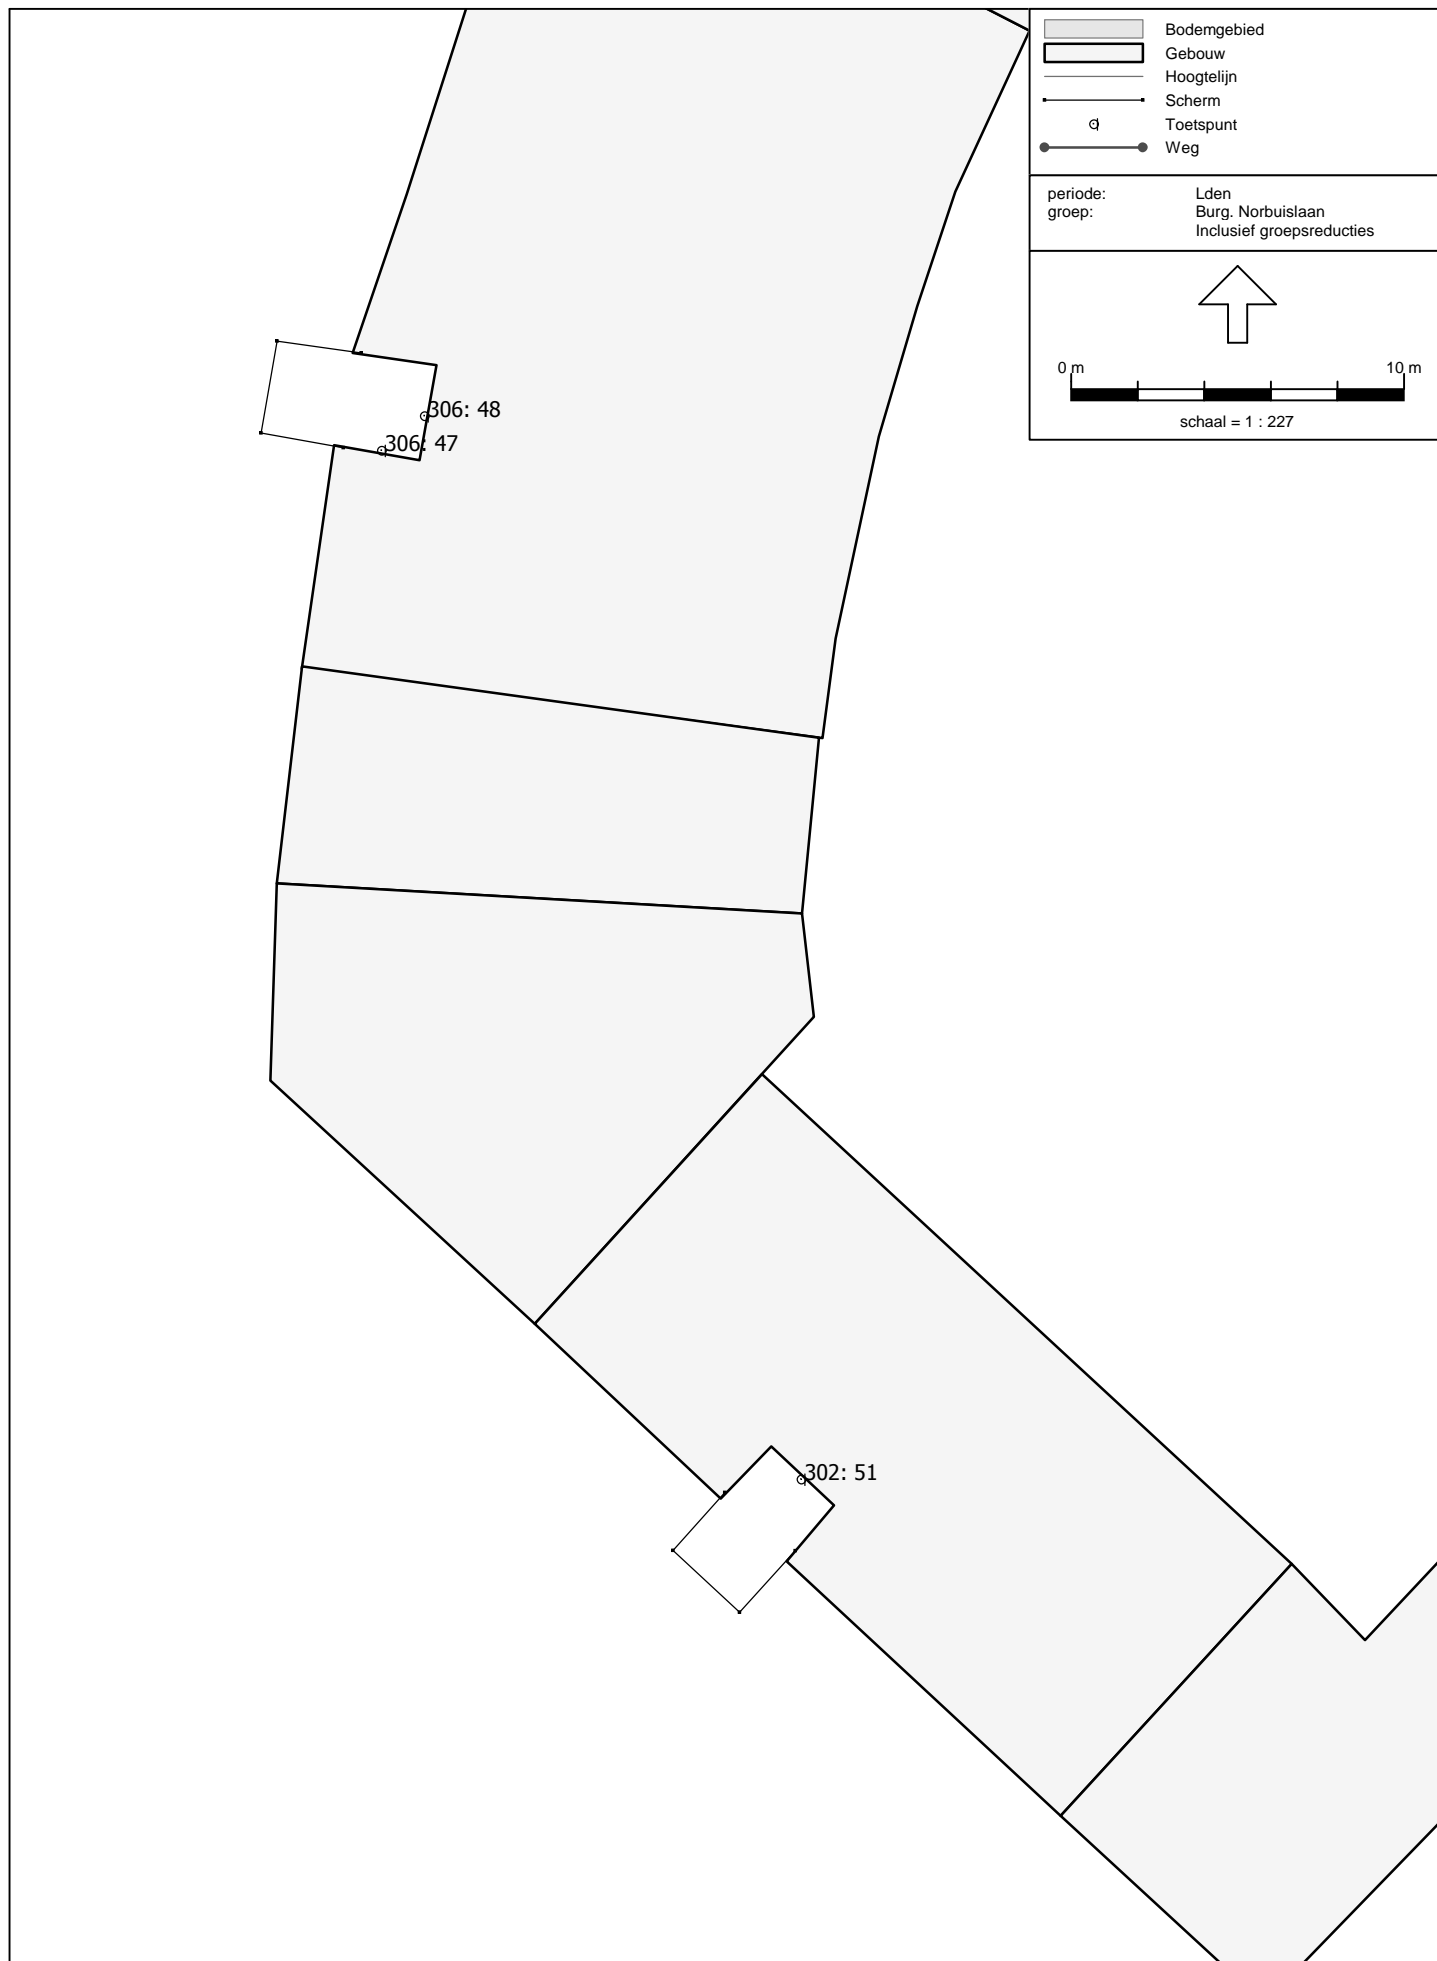 Bodemgebied
Gebouw
Hoogtelijn
Scherm
Toetspunt
Weg
periode: Lden
groep: Burg. Norbuislaan
Inclusief groepsreducties
0 m 10 m
schaal = 1 : 227
306: 48
306: 47
302: 51